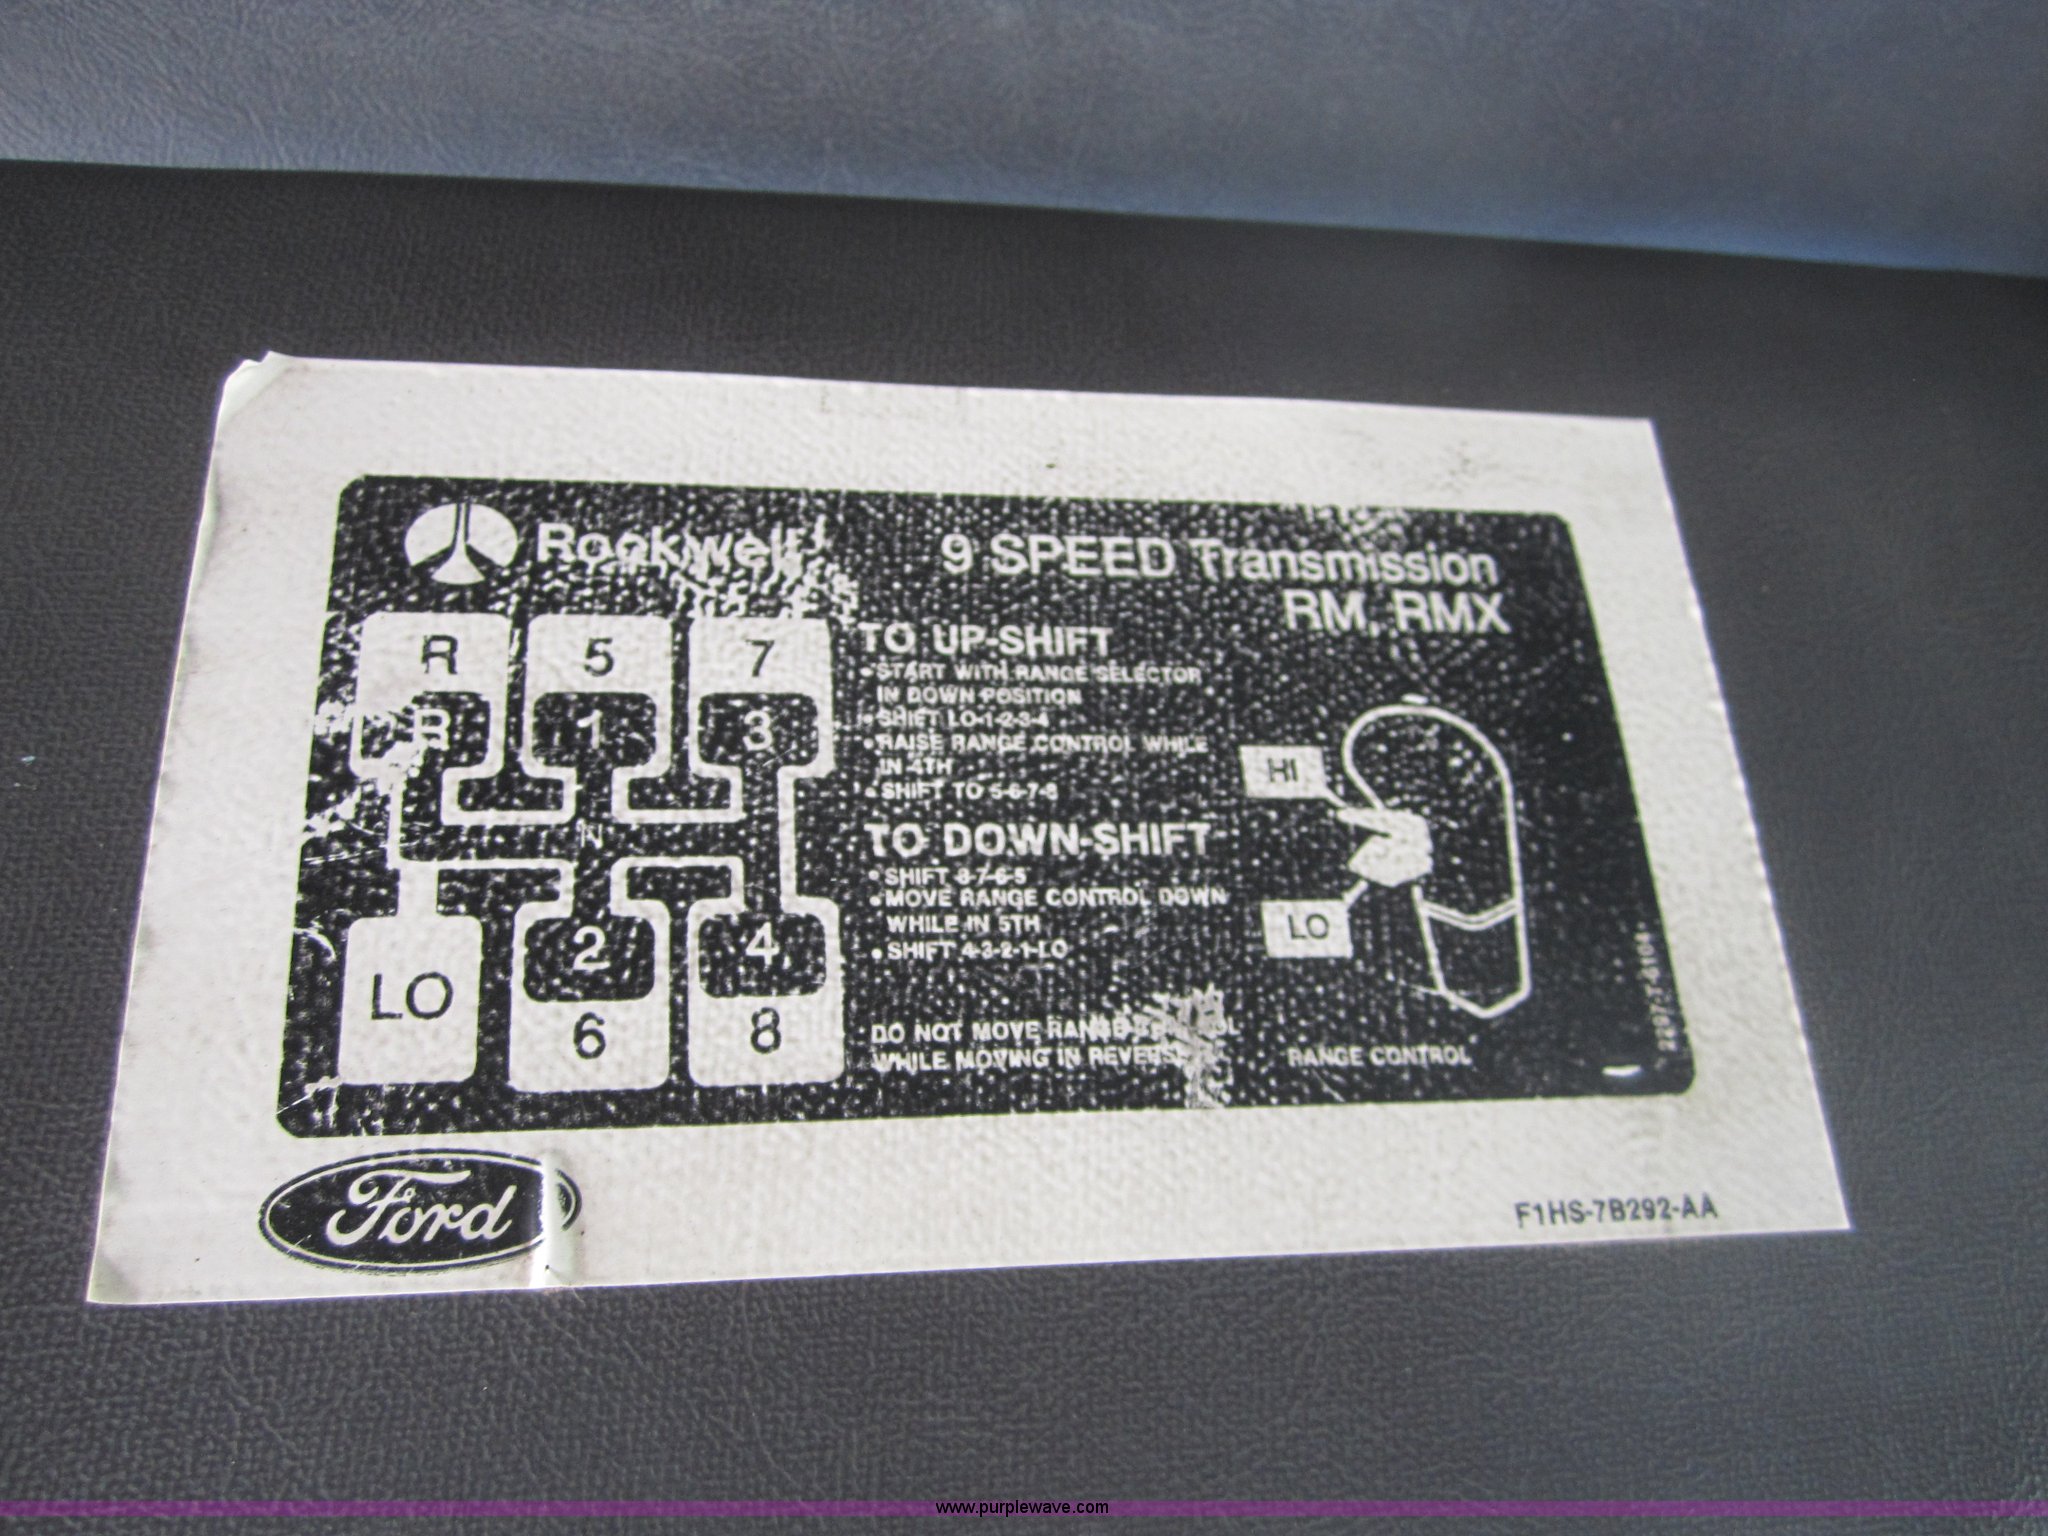 Rockwell
9 SPEED Transmission
RM, RMX
R 5 7
R 1 3
N
2 4
LO 6 8
TO UP-SHIFT
• START WITH RANGE SELECTOR
IN DOWN POSITION
• SHIFT LO-1-2-3-4
• RAISE RANGE CONTROL WHILE
IN 4TH
• SHIFT TO 5-6-7-8
TO DOWN-SHIFT
• SHIFT 8-7-6-5
• MOVE RANGE CONTROL DOWN
WHILE IN 5TH
• SHIFT 4-3-2-1-LO
DO NOT MOVE RANGE CONTROL
WHILE MOVING IN REVERSE
HI
LO
RANGE CONTROL
Ford
F1HS-7B292-AA
www.purplewave.com